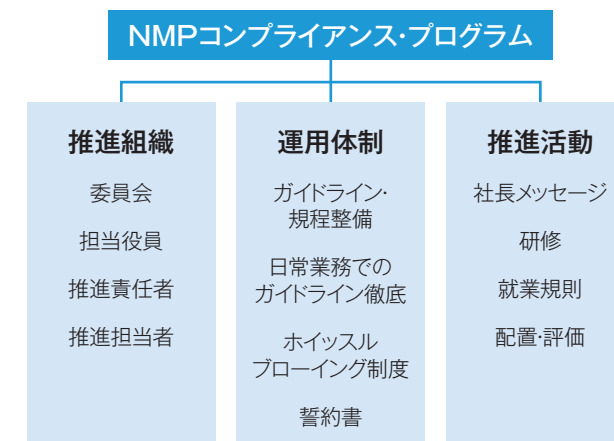 NMPコンプライアンス・プログラム
推進組織
委員会
担当役員
推進責任者
推進担当者
運用体制
ガイドライン・
規程整備
日常業務での
ガイドライン徹底
ホイッスル
ブローイング制度
誓約書
推進活動
社長メッセージ
研修
就業規則
配置・評価